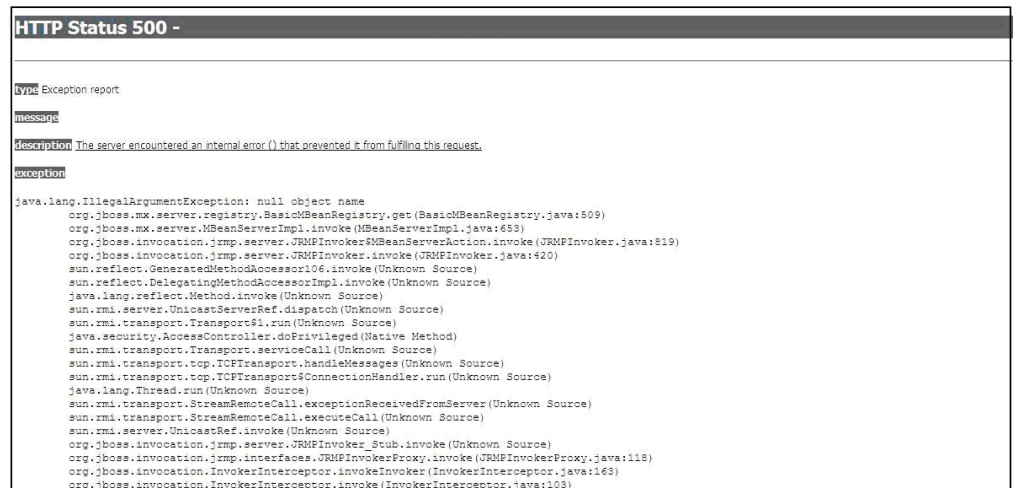 HTTP Status 500 -
type Exception report
message
description The server encountered an internal error () that prevented it from fulfilling this request.
exception
java.lang.IllegalArgumentException: null object name
org.jboss.mx.server.registry.BasicMBeanRegistry.get(BasicMBeanRegistry.java:509)
org.jboss.mx.server.MBeanServerImpl.invoke(MBeanServerImpl.java:653)
org.jboss.invocation.jrmp.server.JRMPInvoker$MBeanServerAction.invoke(JRMPInvoker.java:819)
org.jboss.invocation.jrmp.server.JRMPInvoker.invoke(JRMPInvoker.java:420)
sun.reflect.GeneratedMethodAccessor106.invoke(Unknown Source)
sun.reflect.DelegatingMethodAccessorImpl.invoke(Unknown Source)
java.lang.reflect.Method.invoke(Unknown Source)
sun.rmi.server.UnicastServerRef.dispatch(Unknown Source)
sun.rmi.transport.Transport$1.run(Unknown Source)
java.security.AccessController.doPrivileged(Native Method)
sun.rmi.transport.Transport.serviceCall(Unknown Source)
sun.rmi.transport.tcp.TCPTransport.handleMessages(Unknown Source)
sun.rmi.transport.tcp.TCPTransport$ConnectionHandler.run(Unknown Source)
java.lang.Thread.run(Unknown Source)
sun.rmi.transport.StreamRemoteCall.exceptionReceivedFromServer(Unknown Source)
sun.rmi.transport.StreamRemoteCall.executeCall(Unknown Source)
sun.rmi.server.UnicastRef.invoke(Unknown Source)
org.jboss.invocation.jrmp.server.JRMPInvoker_Stub.invoke(Unknown Source)
org.jboss.invocation.jrmp.interfaces.JRMPInvokerProxy.invoke(JRMPInvokerProxy.java:118)
org.jboss.invocation.InvokerInterceptor.invokeInvoker(InvokerInterceptor.java:163)
org.jboss.invocation.InvokerInterceptor.invoke(InvokerInterceptor.java:103)